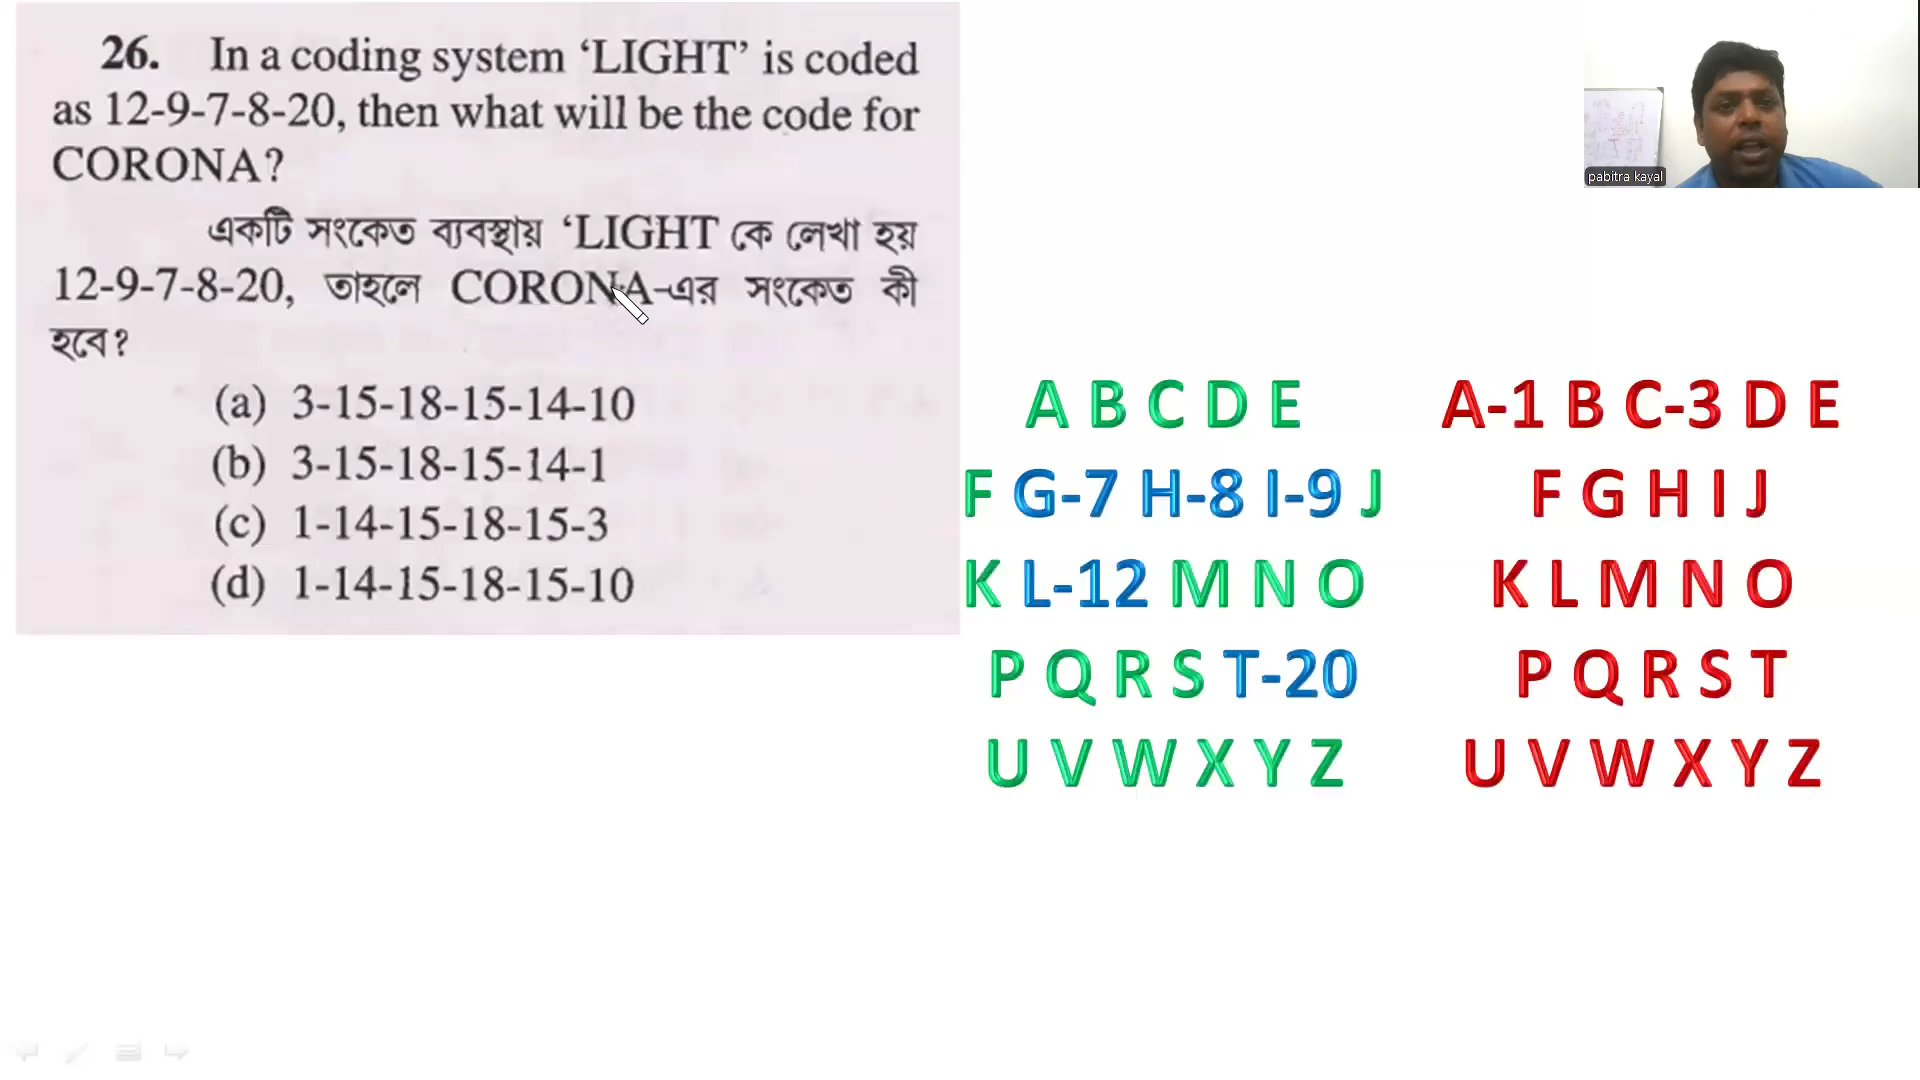 26. In a coding system ‘LIGHT’ is coded
as 12-9-7-8-20, then what will be the code for
CORONA?
একটি সংকেত ব্যবস্থায় ‘LIGHT কে লেখা হয়
12-9-7-8-20, তাহলে CORONA-এর সংকেত কী
হবে?
(a) 3-15-18-15-14-10
(b) 3-15-18-15-14-1
(c) 1-14-15-18-15-3
(d) 1-14-15-18-15-10
A B C D E
F G-7 H-8 I-9 J
K L-12 M N O
P Q R S T-20
U V W X Y Z
A-1 B C-3 D E
F G H I J
K L M N O
P Q R S T
U V W X Y Z
pabitra kayal